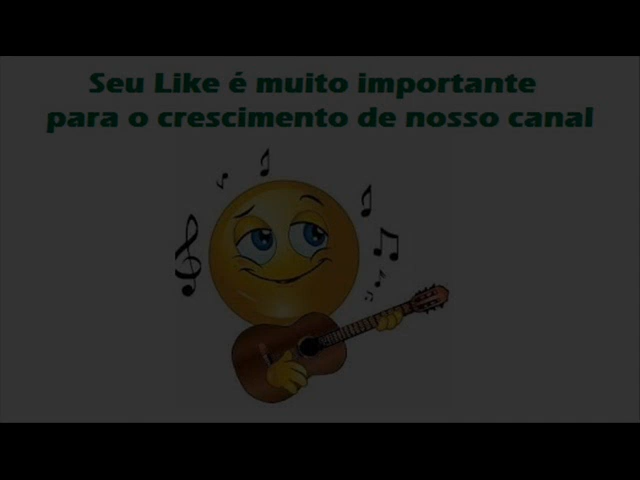 Seu Like é muito importante
para o crescimento de nosso canal